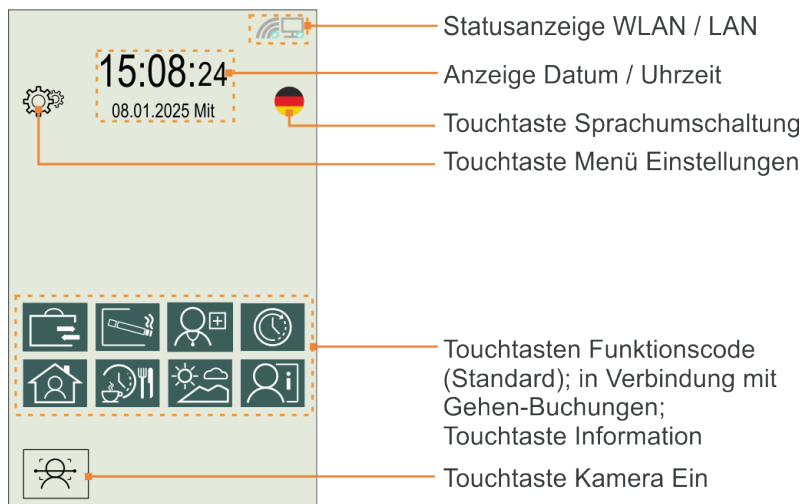 Statusanzeige WLAN / LAN
15:08:24
08.01.2025 Mit
Anzeige Datum / Uhrzeit
Touchtaste Sprachumschaltung
Touchtaste Menü Einstellungen
Touchtasten Funktionscode
(Standard); in Verbindung mit
Gehen-Buchungen;
Touchtaste Information
Touchtaste Kamera Ein